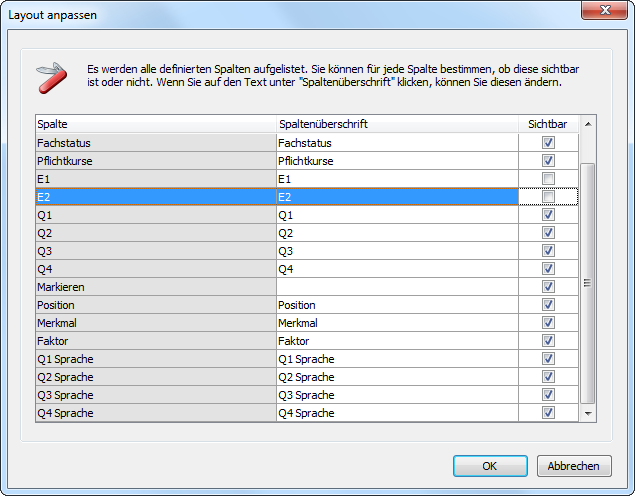 Layout anpassen
Es werden alle definierten Spalten aufgelistet. Sie können für jede Spalte bestimmen, ob diese sichtbar
ist oder nicht. Wenn Sie auf den Text unter "Spaltenüberschrift" klicken, können Sie diesen ändern.
Spalte Spaltenüberschrift Sichtbar
Fachstatus Fachstatus
Pflichtkurse Pflichtkurse
E1 E1
E2 E2
Q1 Q1
Q2 Q2
Q3 Q3
Q4 Q4
Markieren
Position Position
Merkmal Merkmal
Faktor Faktor
Q1 Sprache Q1 Sprache
Q2 Sprache Q2 Sprache
Q3 Sprache Q3 Sprache
Q4 Sprache Q4 Sprache
OK Abbrechen